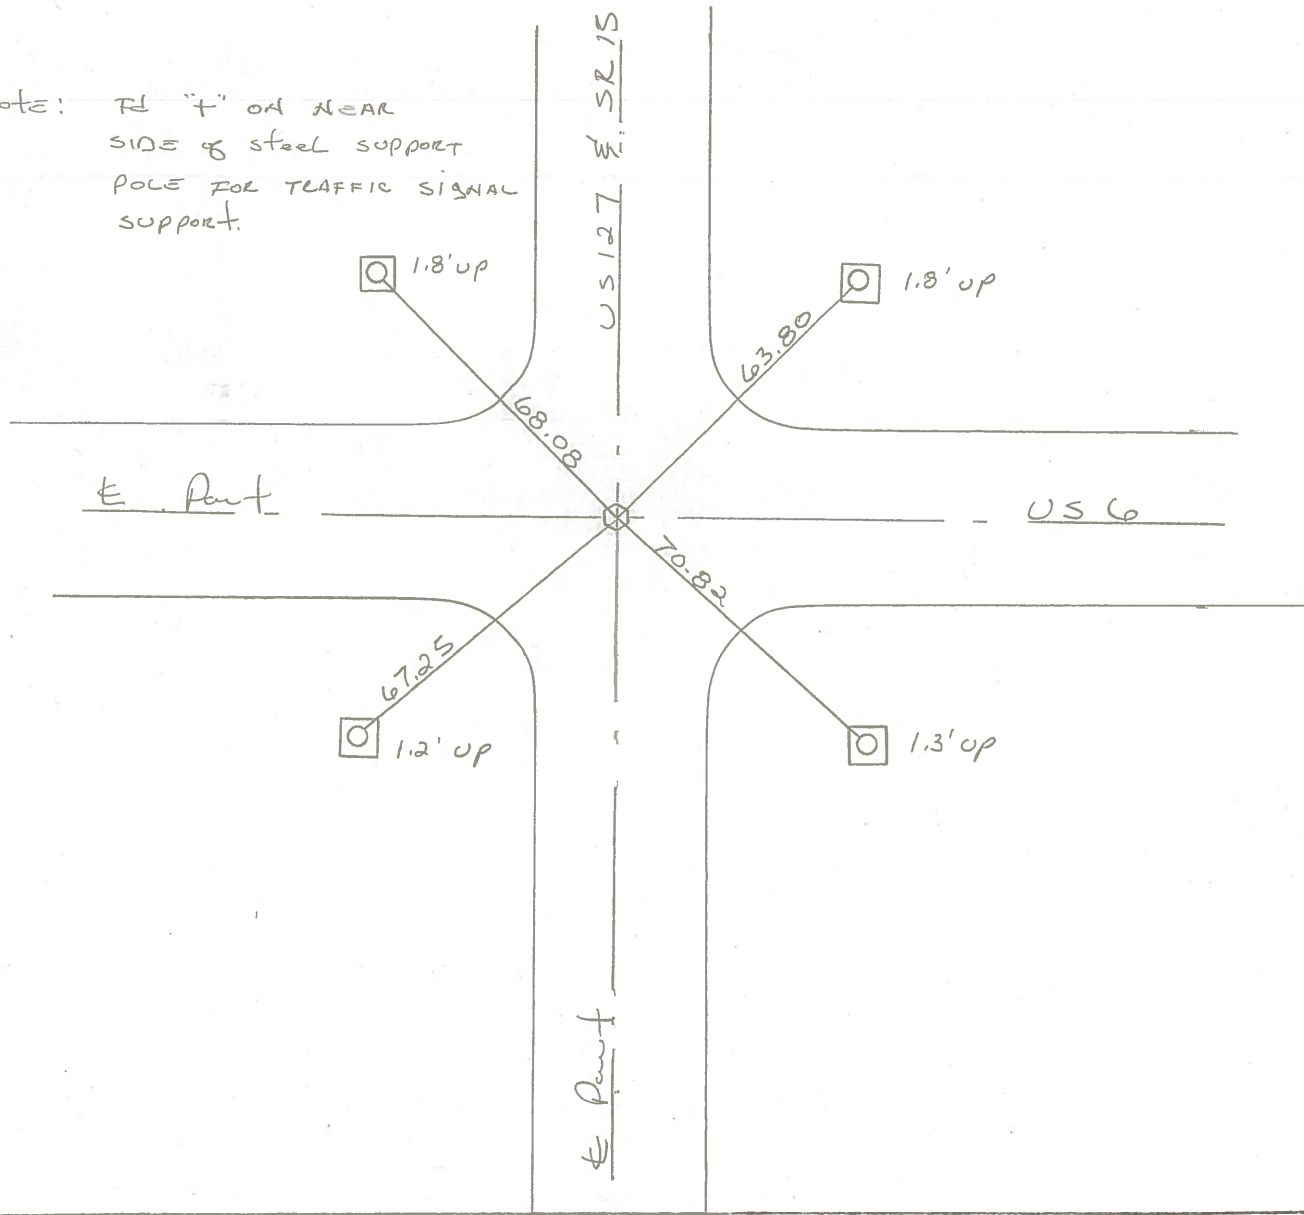 ote: Fd "+" on near
side of steel support
pole for traffic signal
support.
US 127 & SR 15
1.8' up
1.8' up
63.80
68.08
℄ Pavt
US 6
70.82
67.25
1.2' up
1.3' up
℄ Pavt